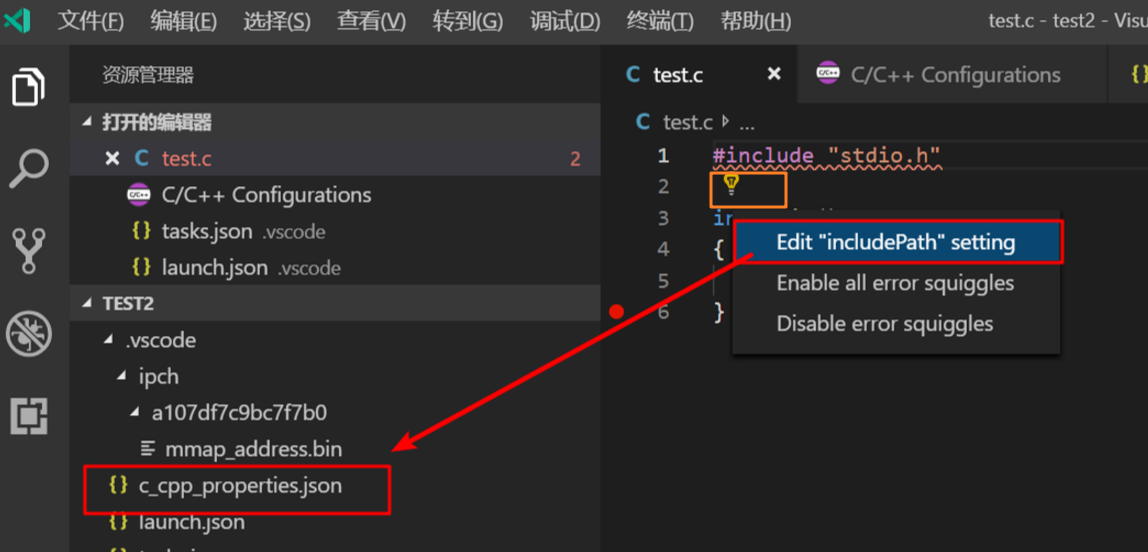 文件(F) 编辑(E) 选择(S) 查看(V) 转到(G) 调试(D) 终端(T) 帮助(H) test.c - test2 - Visu
资源管理器
打开的编辑器
C test.c 2
C/C++ C/C++ Configurations
{} tasks.json .vscode
{} launch.json .vscode
TEST2
.vscode
ipch
a107df7c9bc7f7b0
mmap_address.bin
{} c_cpp_properties.json
{} launch.json
C test.c × C/C++ C/C++ Configurations {}
C test.c ...
1 #include "stdio.h"
2
3
4 {
5
6 }
Edit "includePath" setting
Enable all error squiggles
Disable error squiggles